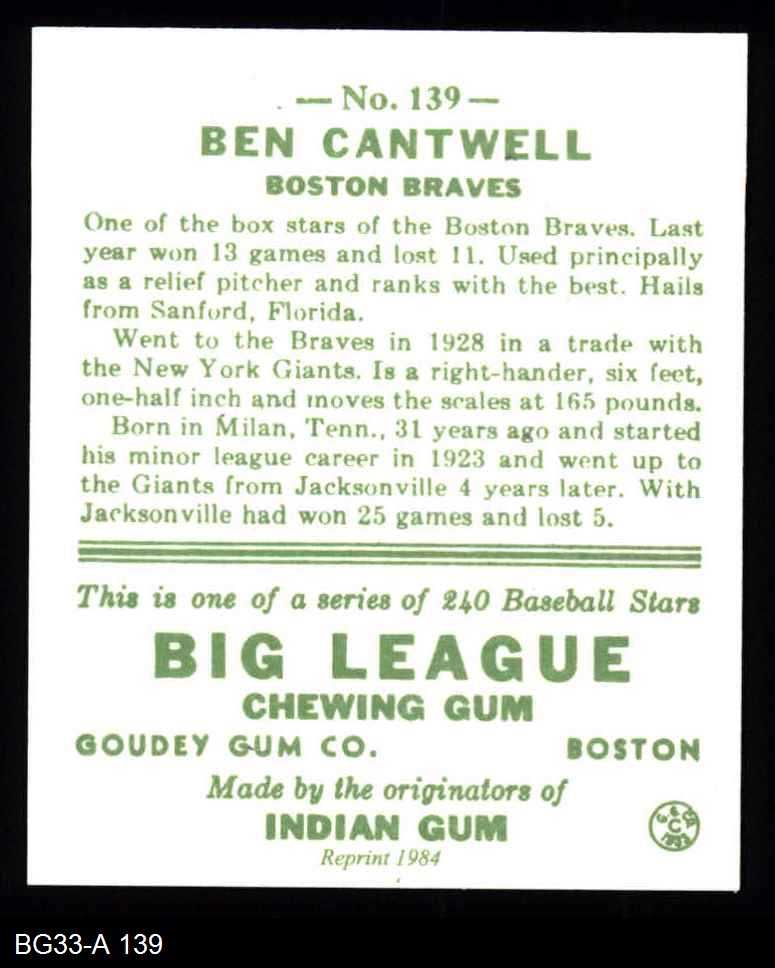 — No. 139 —
BEN CANTWELL
BOSTON BRAVES
One of the box stars of the Boston Braves. Last
year won 13 games and lost 11. Used principally
as a relief pitcher and ranks with the best. Hails
from Sanford, Florida.
Went to the Braves in 1928 in a trade with
the New York Giants. Is a right-hander, six feet,
one-half inch and moves the scales at 165 pounds.
Born in Milan, Tenn., 31 years ago and started
his minor league career in 1923 and went up to
the Giants from Jacksonville 4 years later. With
Jacksonville had won 25 games and lost 5.
This is one of a series of 240 Baseball Stars
BIG LEAGUE
CHEWING GUM
GOUDEY GUM CO. BOSTON
Made by the originators of
INDIAN GUM
Reprint 1984
C
1933
BG33-A 139